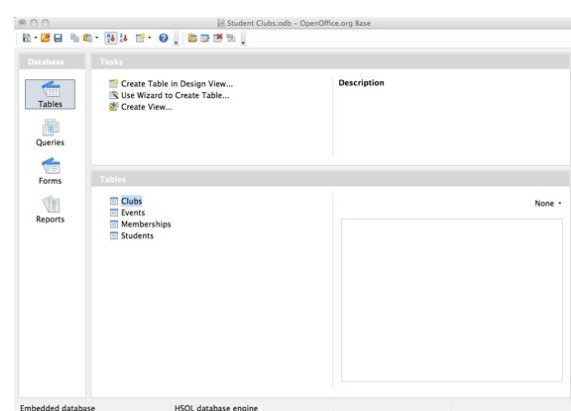 Student Clubs.odb - OpenOffice.org Base
Database
Tasks
Tables
Queries
Forms
Reports
Create Table in Design View...
Use Wizard to Create Table...
Create View...
Description
Tables
Clubs
Events
Memberships
Students
None
Embedded database
HSQL database engine